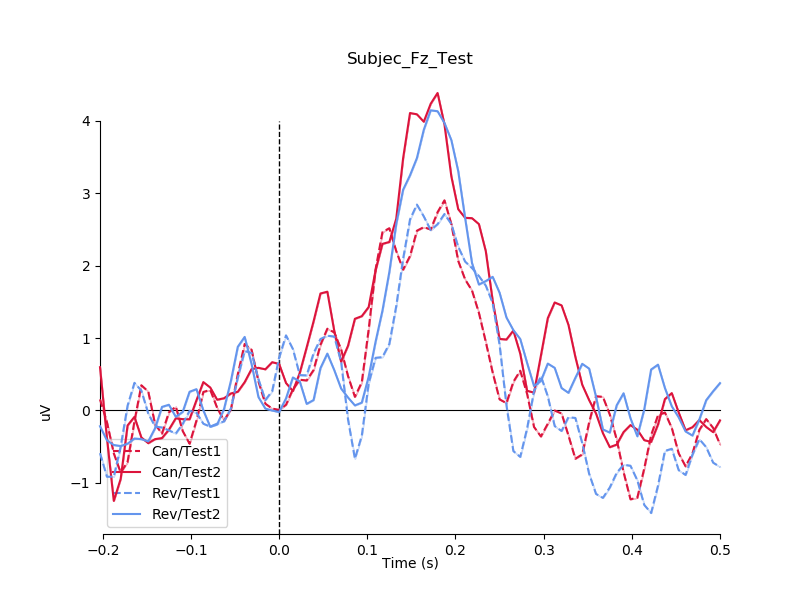 Subjec_Fz_Test
4
3
2
1
0
−1
uV
Can/Test1
Can/Test2
Rev/Test1
Rev/Test2
−0.2 −0.1 0.0 0.1 0.2 0.3 0.4 0.5
Time (s)